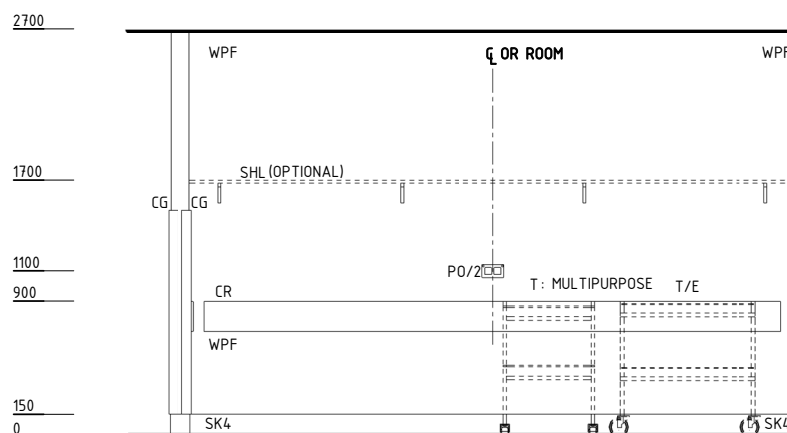 2700
WPF
℄ OR ROOM
WPF
1700
SHL (OPTIONAL)
CG CG
1100
PO/2
T: MULTIPURPOSE
T/E
900
CR
WPF
150
SK4
SK4
0